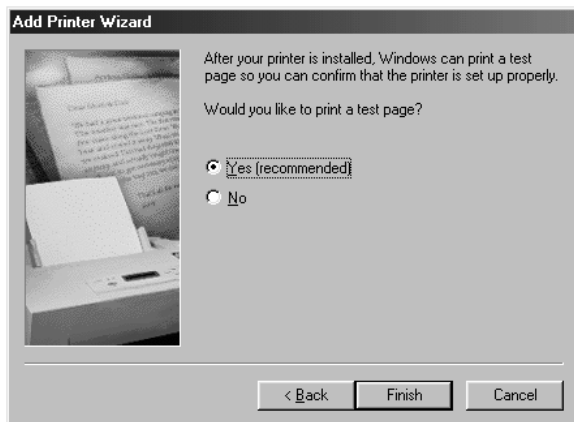 Add Printer Wizard
After your printer is installed, Windows can print a test
page so you can confirm that the printer is set up properly.
Would you like to print a test page?
Yes (recommended)
No
< Back
Finish
Cancel